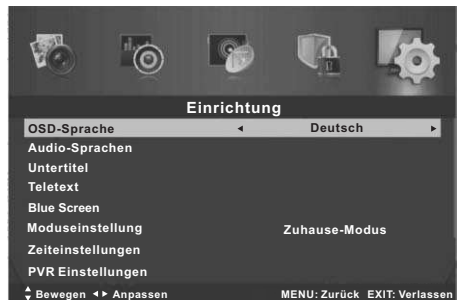 Einrichtung
OSD-Sprache ◂ Deutsch ▸
Audio-Sprachen
Untertitel
Teletext
Blue Screen
Moduseinstellung Zuhause-Modus
Zeiteinstellungen
PVR Einstellungen
Bewegen ◂▸ Anpassen MENU: Zurück EXIT: Verlassen